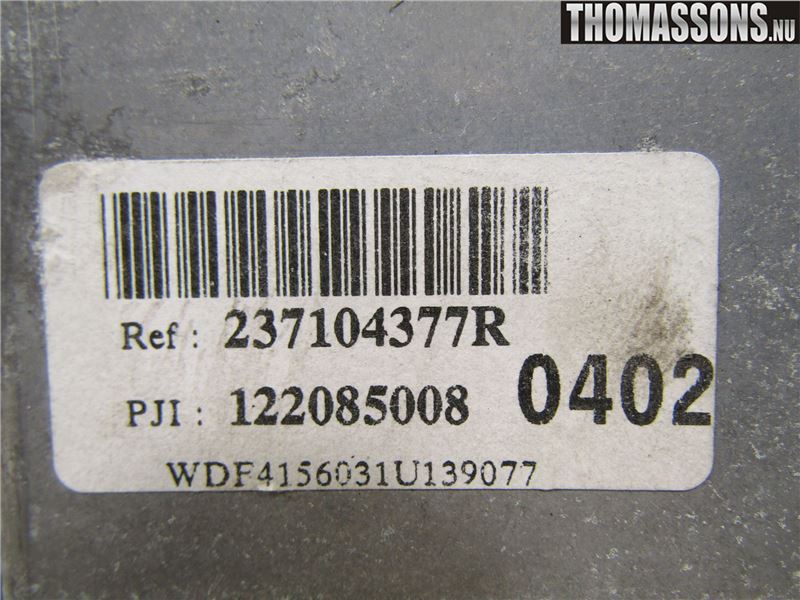 THOMASSONS.NU
Ref : 237104377R
PJI : 122085008 0402
WDF4156031U139077